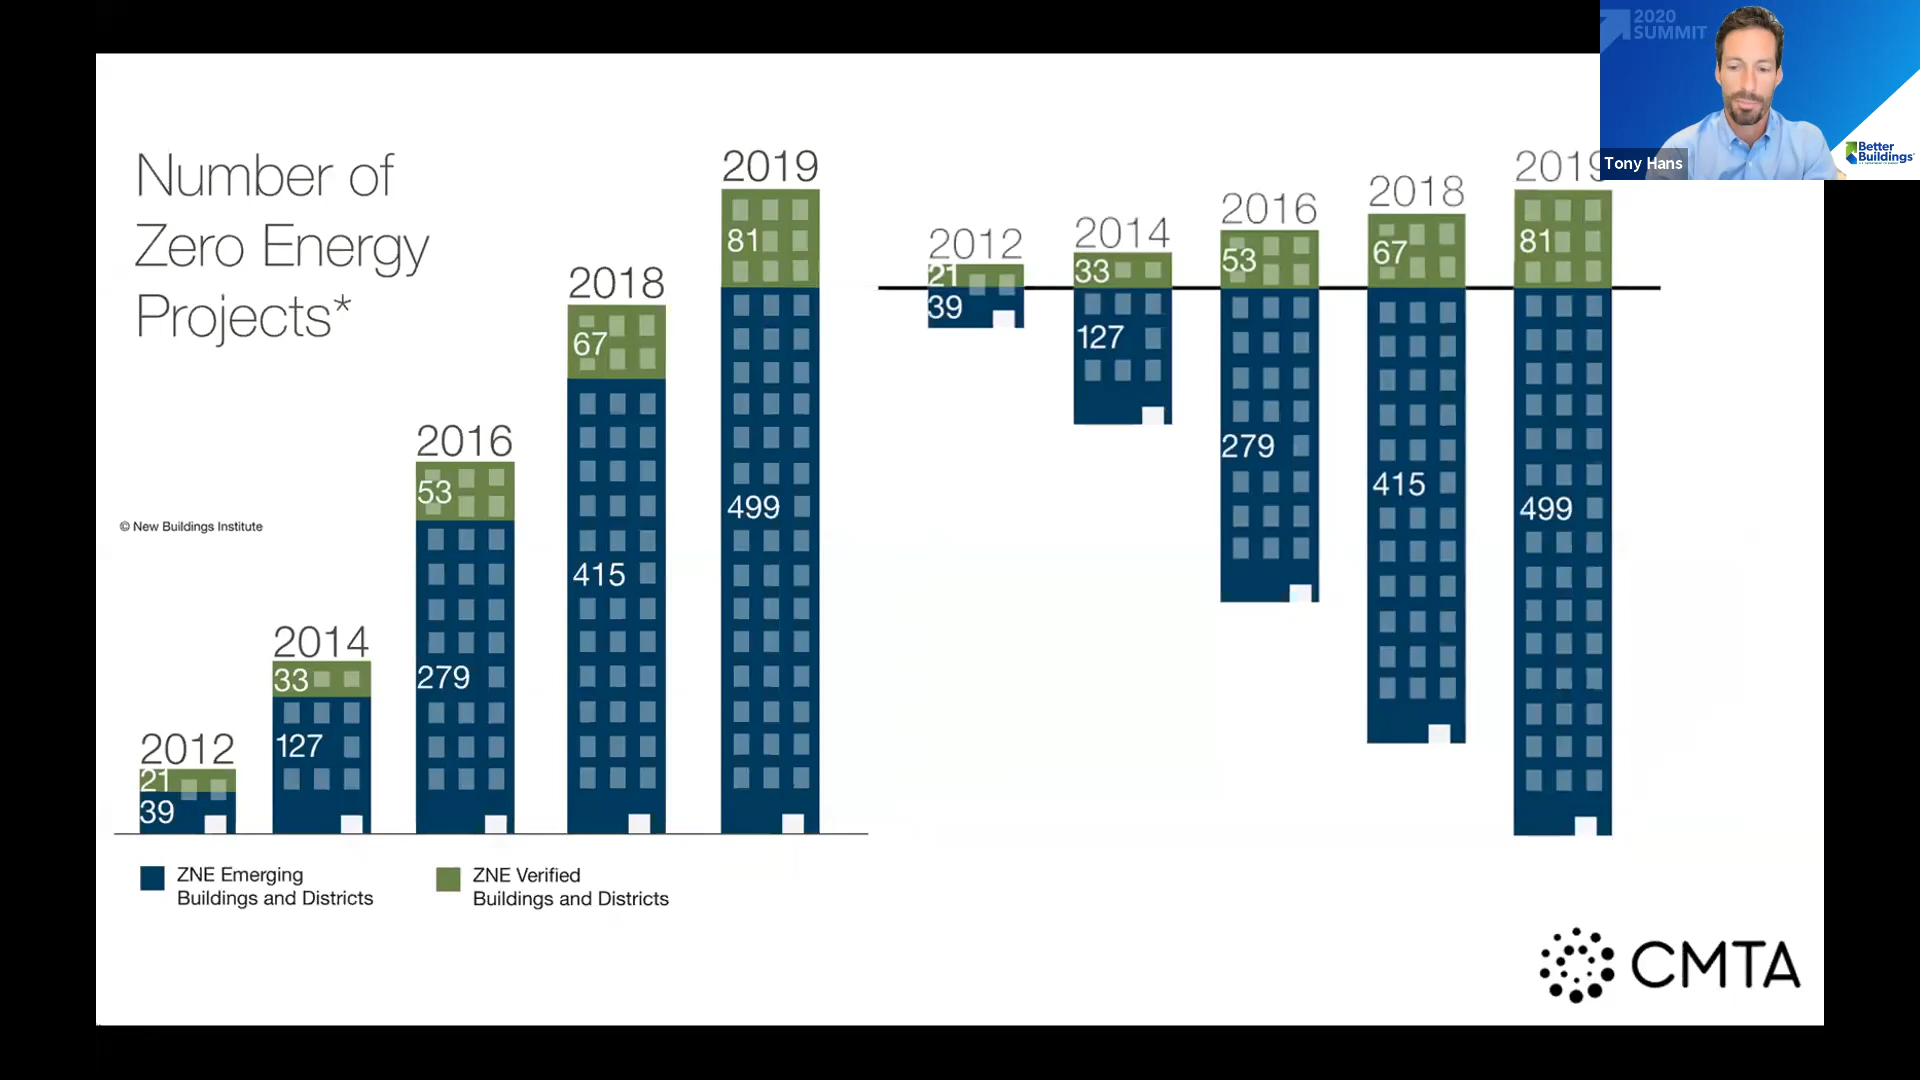 Number of
Zero Energy
Projects*
© New Buildings Institute
2012
21
39
2014
33
127
2016
53
279
2018
67
415
2019
81
499
ZNE Emerging
Buildings and Districts
ZNE Verified
Buildings and Districts
2012
21
39
2014
33
127
2016
53
279
2018
67
415
2019
81
499
CMTA
2020
SUMMIT
Tony Hans
Better
Buildings